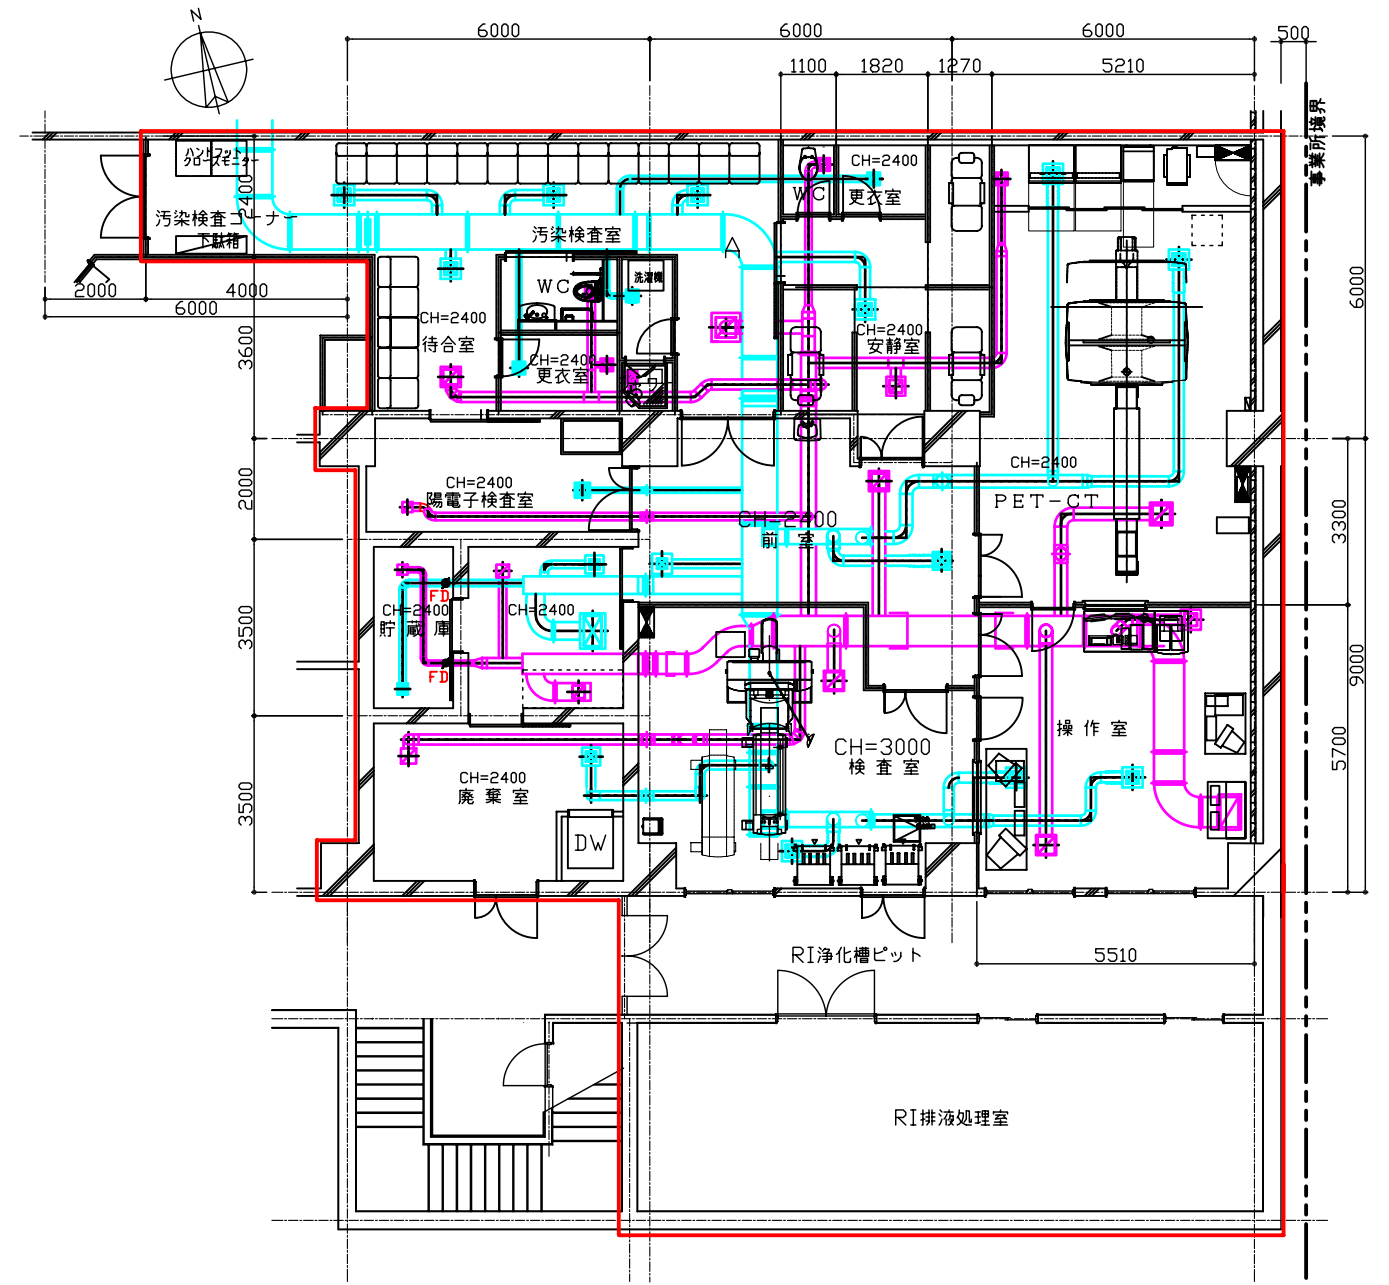 N
6000
6000
6000
500
1100
1820
1270
5210
事業所境界
ハンドフット
クローズモニター
2400
汚染検査コーナー
下駄箱
汚染検査室
WC
CH=2400
更衣室
2000
4000
6000
WC
洗濯機
CH=2400
待合室
CH=2400
更衣室
CH=2400
安静室
6000
3600
CH=2400
陽電子検査室
CH=2400
PET-CT
2000
CH=2400
前室
3300
FD
CH=2400
貯蔵庫
CH=2400
FD
3500
9000
操作室
CH=3000
検査室
5700
CH=2400
廃棄室
3500
DW
RI浄化槽ピット
5510
RI排液処理室